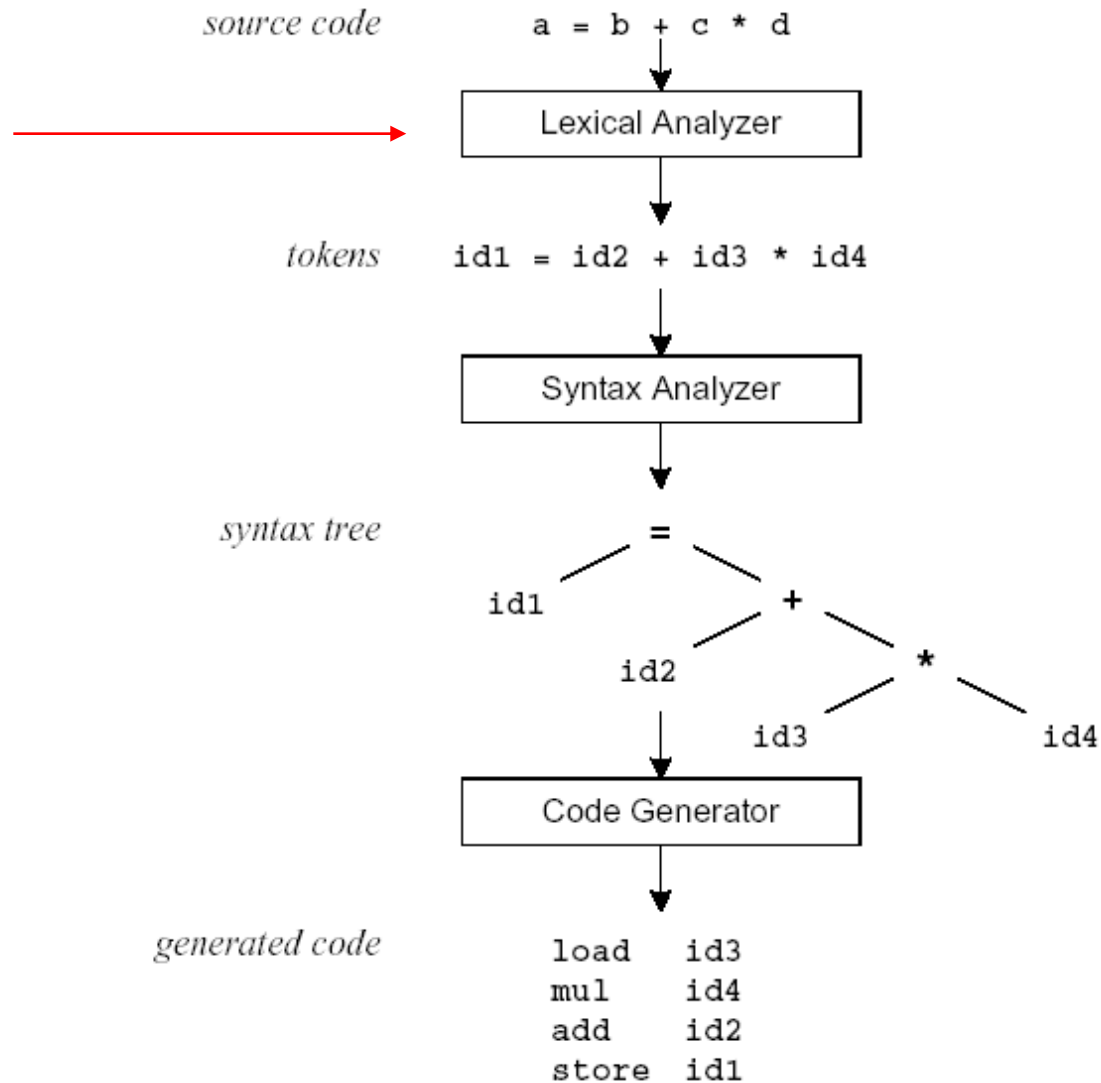 source code a = b + c * d
Lexical Analyzer
tokens id1 = id2 + id3 * id4
Syntax Analyzer
syntax tree =
id1 +
id2 *
id3 id4
Code Generator
generated code load id3
mul id4
add id2
store id1